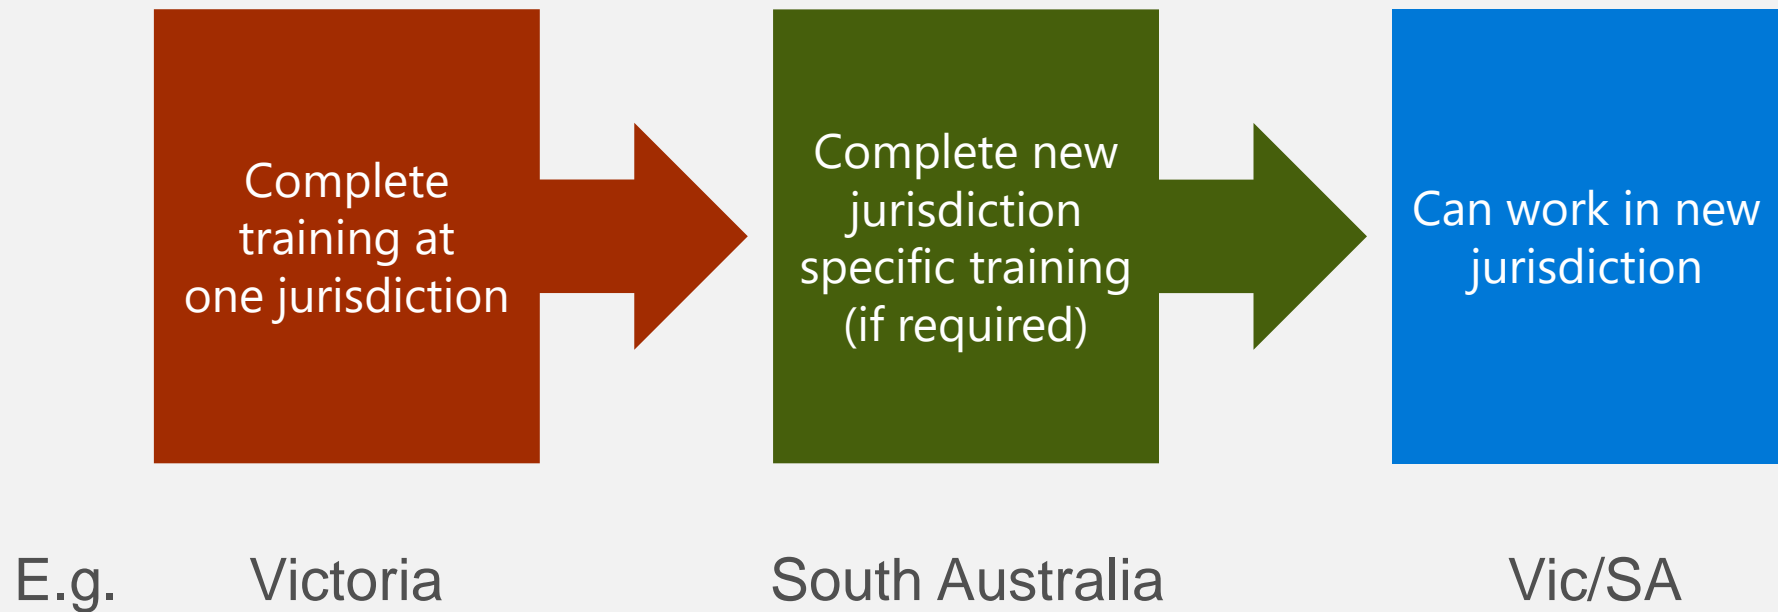 Complete
training at
one jurisdiction
Complete new
jurisdiction
specific training
(if required)
Can work in new
jurisdiction
E.g.
Victoria
South Australia
Vic/SA